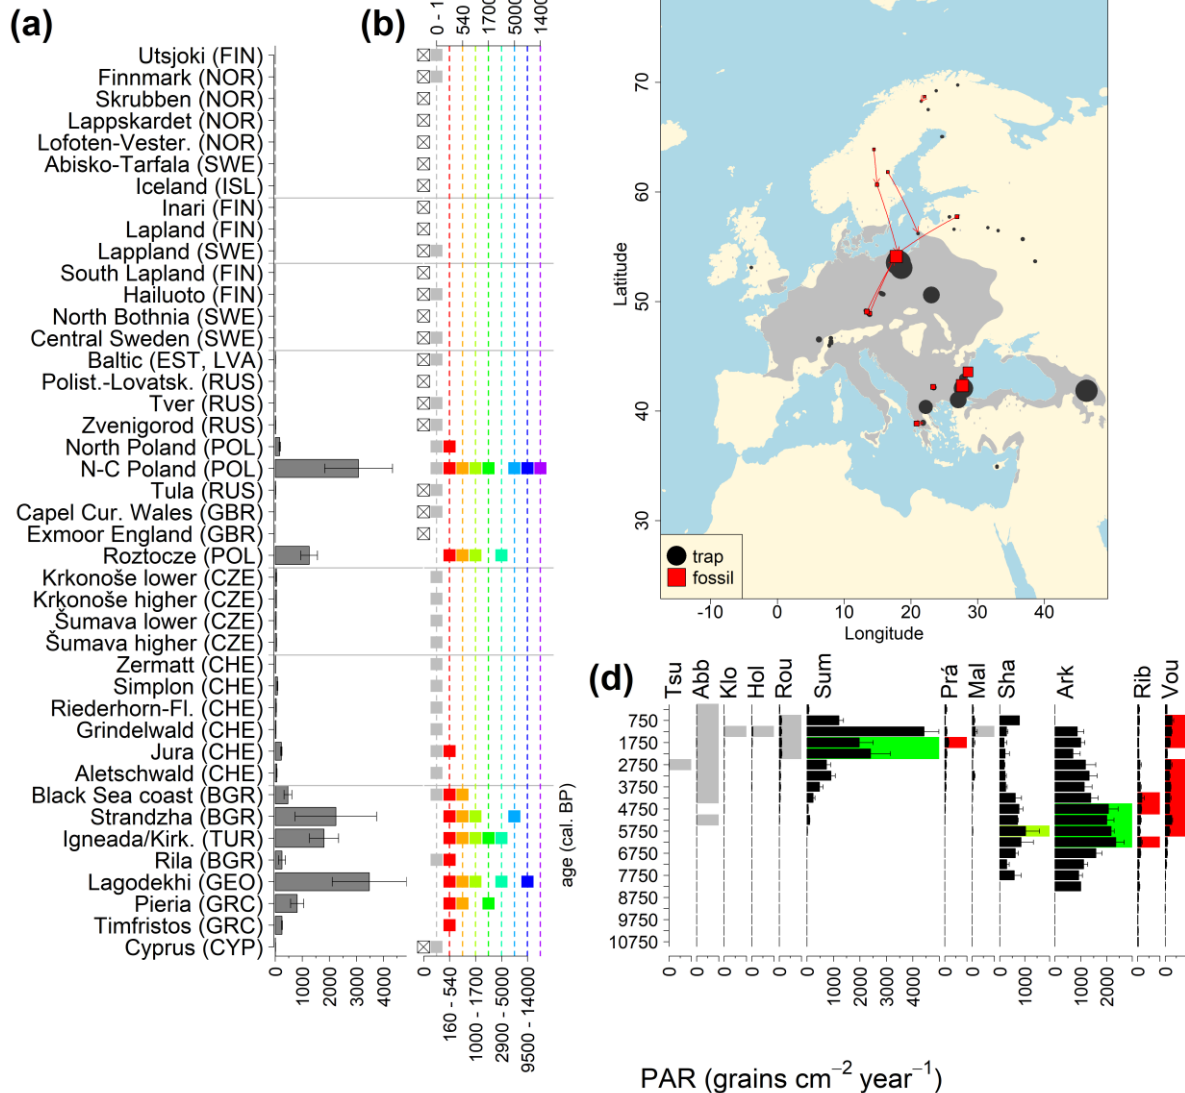 (a)
(b)
0 - 1
540
1700
5000
1400
Utsjoki (FIN)
Finnmark (NOR)
Skrubben (NOR)
Lappskardet (NOR)
Lofoten-Vester. (NOR)
Abisko-Tarfala (SWE)
Iceland (ISL)
Inari (FIN)
Lapland (FIN)
Lappland (SWE)
South Lapland (FIN)
Hailuoto (FIN)
North Bothnia (SWE)
Central Sweden (SWE)
Baltic (EST, LVA)
Polist.-Lovatsk. (RUS)
Tver (RUS)
Zvenigorod (RUS)
North Poland (POL)
N-C Poland (POL)
Tula (RUS)
Capel Cur. Wales (GBR)
Exmoor England (GBR)
Roztocze (POL)
Krkonoše lower (CZE)
Krkonoše higher (CZE)
Šumava lower (CZE)
Šumava higher (CZE)
Zermatt (CHE)
Simplon (CHE)
Riederhorn-Fl. (CHE)
Grindelwald (CHE)
Jura (CHE)
Aletschwald (CHE)
Black Sea coast (BGR)
Strandzha (BGR)
Igneada/Kirk. (TUR)
Rila (BGR)
Lagodekhi (GEO)
Pieria (GRC)
Timfristos (GRC)
Cyprus (CYP)
0
1000
2000
3000
4000
0
160 - 540
1000 - 1700
2900 - 5000
9500 - 14000
Latitude
70
60
50
40
30
trap
fossil
-10
0
10
20
30
40
Longitude
(d)
Tsu
Abb
Klo
Hol
Rou
Sum
Prá
Mal
Sha
Ark
Rib
Vou
age (cal. BP)
750
1750
2750
3750
4750
5750
6750
7750
8750
9750
10750
0
0
0
0
0
0
1000
2000
3000
4000
0
0
0
1000
0
1000
2000
0
0
PAR (grains cm⁻² year⁻¹)